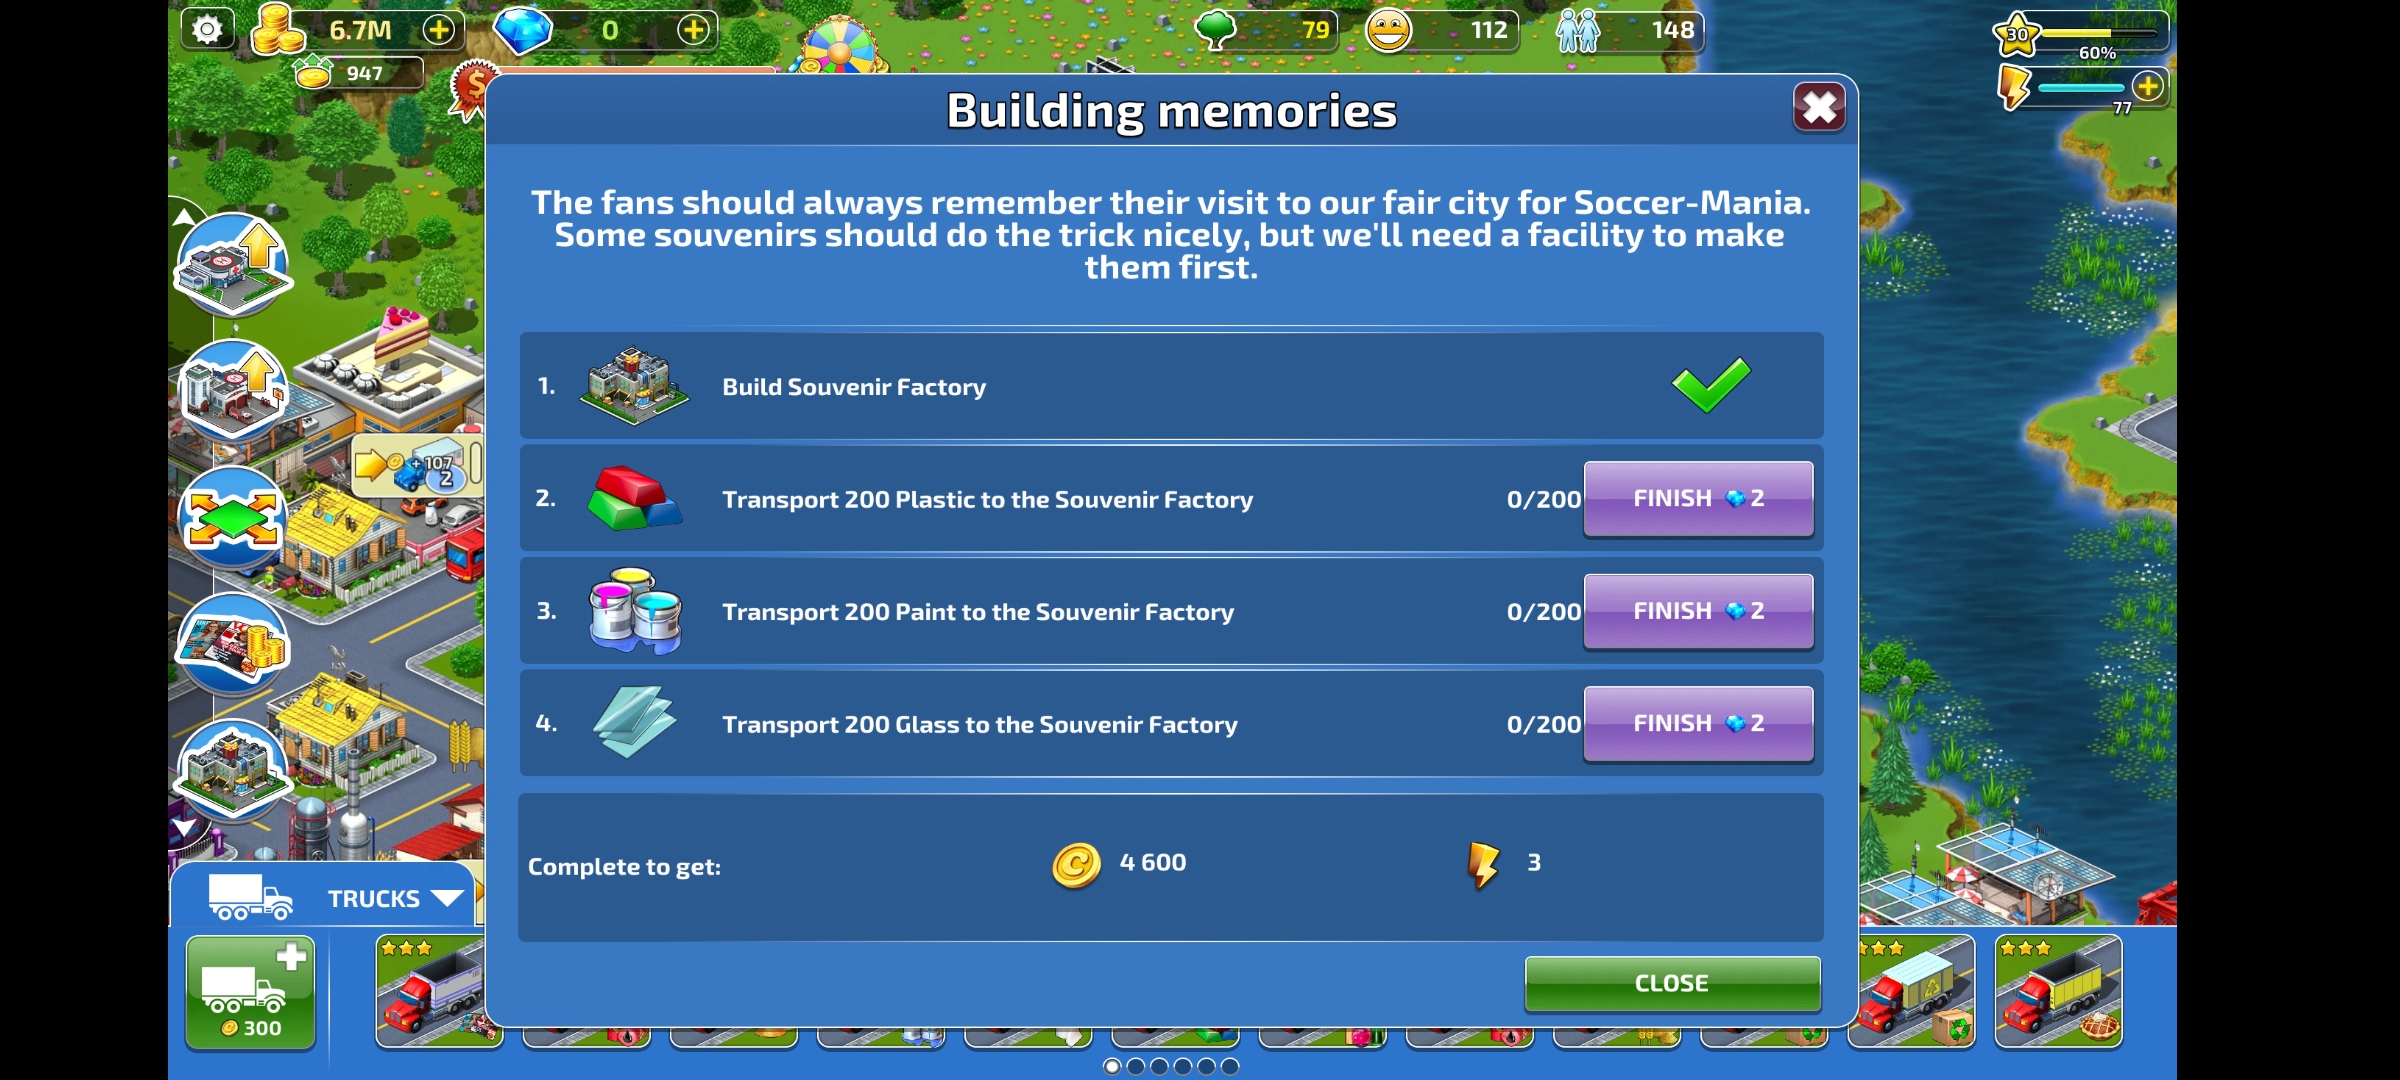 6.7M
0
79
112
148
30
60%
947
77
Building memories
The fans should always remember their visit to our fair city for Soccer-Mania.
Some souvenirs should do the trick nicely, but we'll need a facility to make
them first.
1. Build Souvenir Factory
2. Transport 200 Plastic to the Souvenir Factory 0/200 FINISH 2
3. Transport 200 Paint to the Souvenir Factory 0/200 FINISH 2
4. Transport 200 Glass to the Souvenir Factory 0/200 FINISH 2
Complete to get: 4 600 3
CLOSE
+107
2
TRUCKS
300